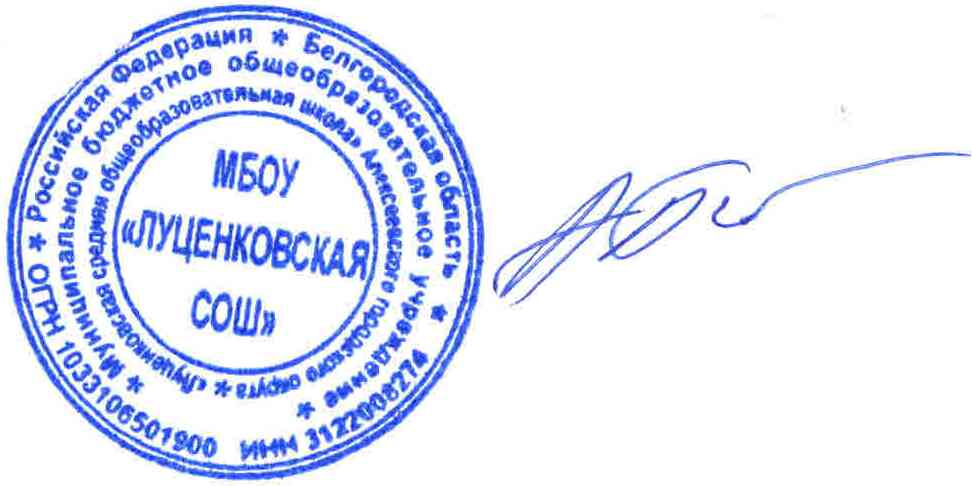 * Российская Федерация * Белгородская область *
ОГРН 1033106501900 ИНН 3122008274
* Муниципальное бюджетное общеобразовательное учреждение *
«Луценковская средняя общеобразовательная школа» Алексеевского городского округа *
МБОУ
«ЛУЦЕНКОВСКАЯ
СОШ»